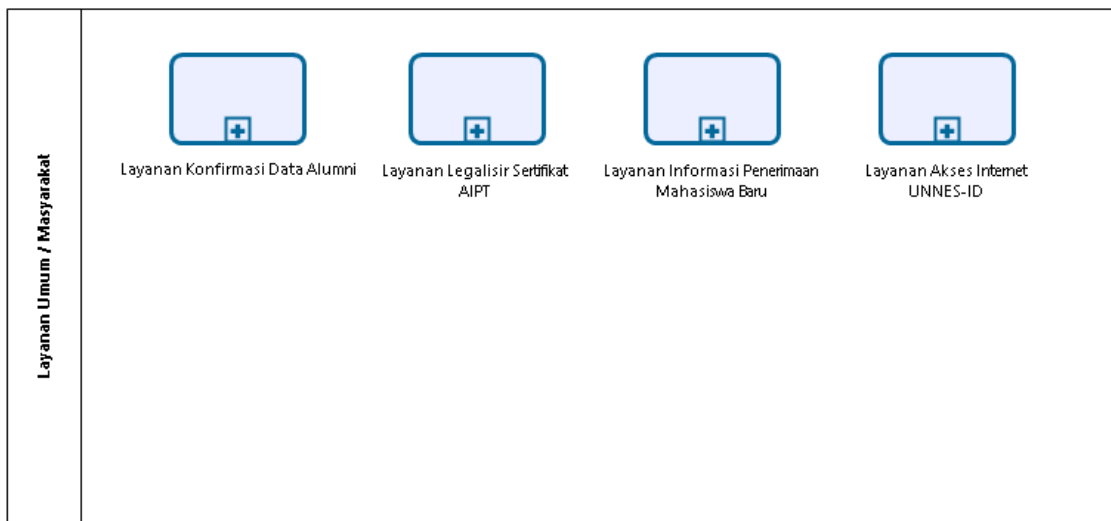 Layanan Umum / Masyarakat
Layanan Konfirmasi Data Alumni
Layanan Legalisir Sertifikat
AIPT
Layanan Informasi Penerimaan
Mahasiswa Baru
Layanan Akses Internet
UNNES-ID